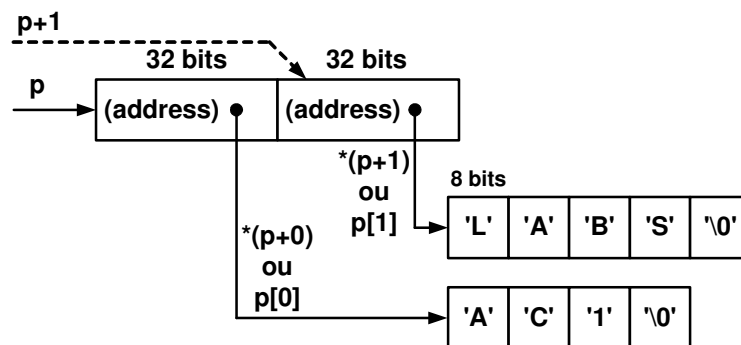 p+1
32 bits 32 bits
p
(address) (address)
*(p+1)
ou
p[1]
8 bits
'L' 'A' 'B' 'S' '\0'
*(p+0)
ou
p[0]
'A' 'C' '1' '\0'